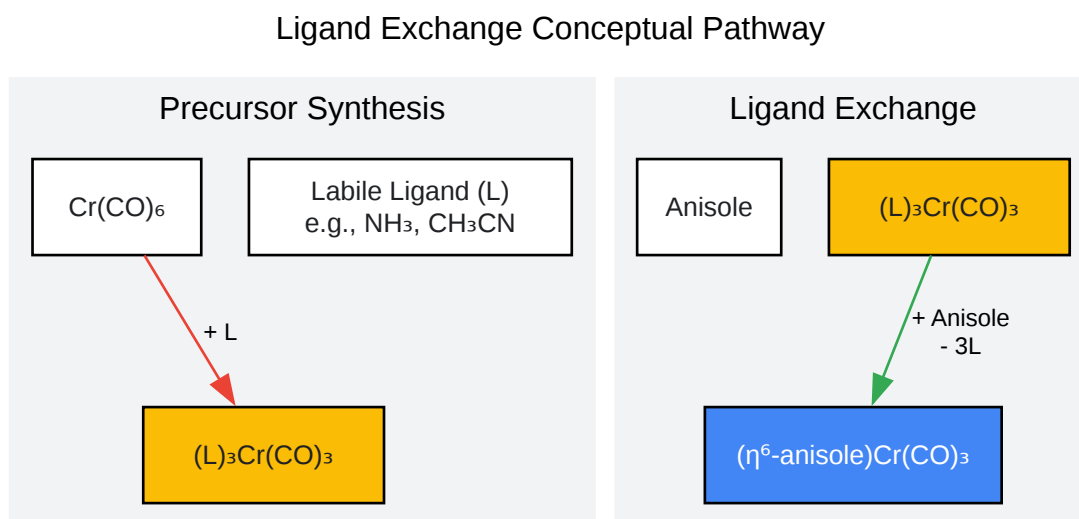 Ligand Exchange Conceptual Pathway
Precursor Synthesis
Cr(CO)₆
Labile Ligand (L)
e.g., NH₃, CH₃CN
+ L
(L)₃Cr(CO)₃
Ligand Exchange
Anisole
(L)₃Cr(CO)₃
+ Anisole
- 3L
(η⁶-anisole)Cr(CO)₃